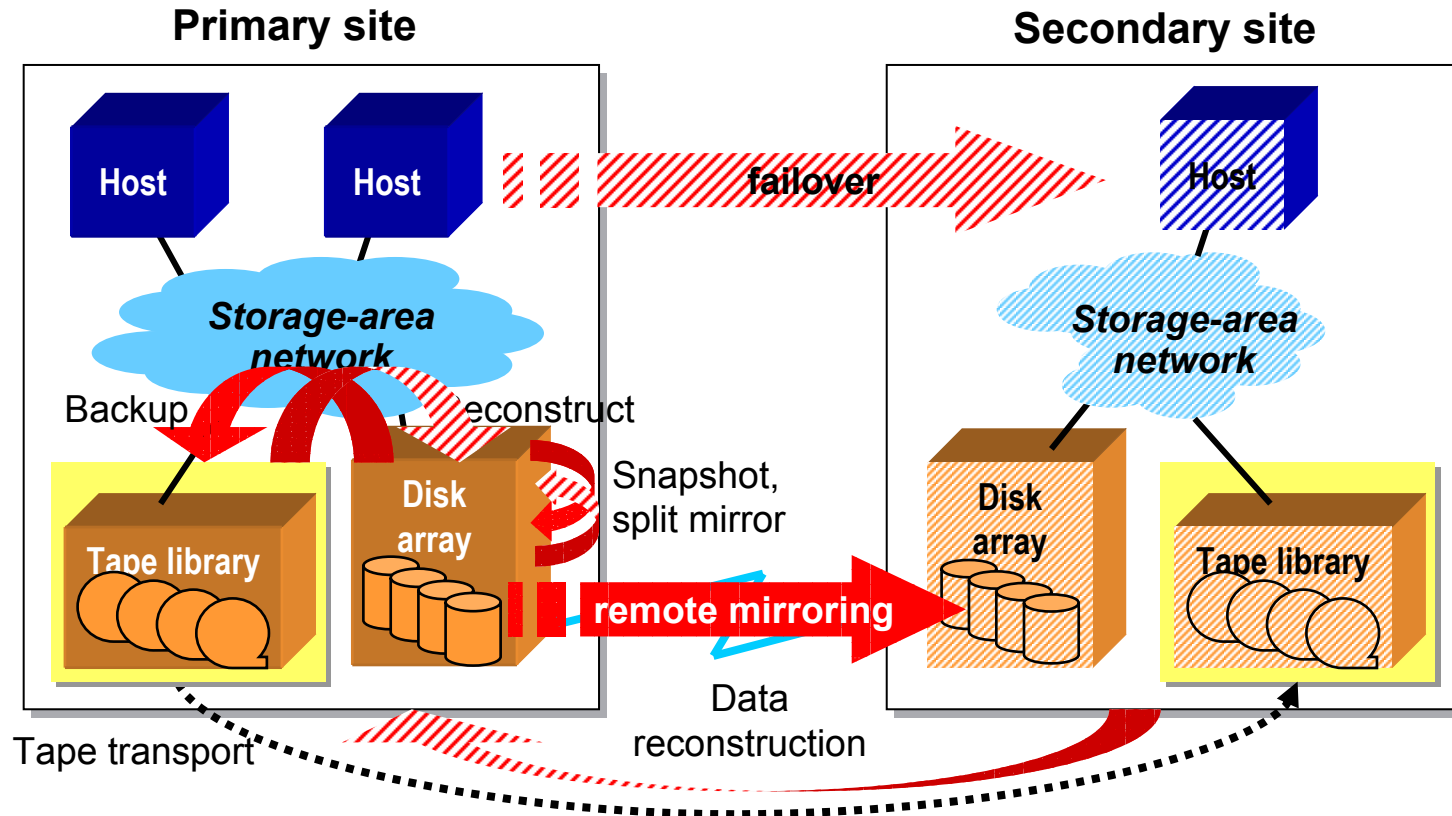 Primary site
Secondary site
Host
Host
failover
Host
Storage-area
network
Storage-area
network
Backup
econstruct
Snapshot,
split mirror
Disk
array
Tape library
remote mirroring
Disk
array
Tape library
Data
reconstruction
Tape transport